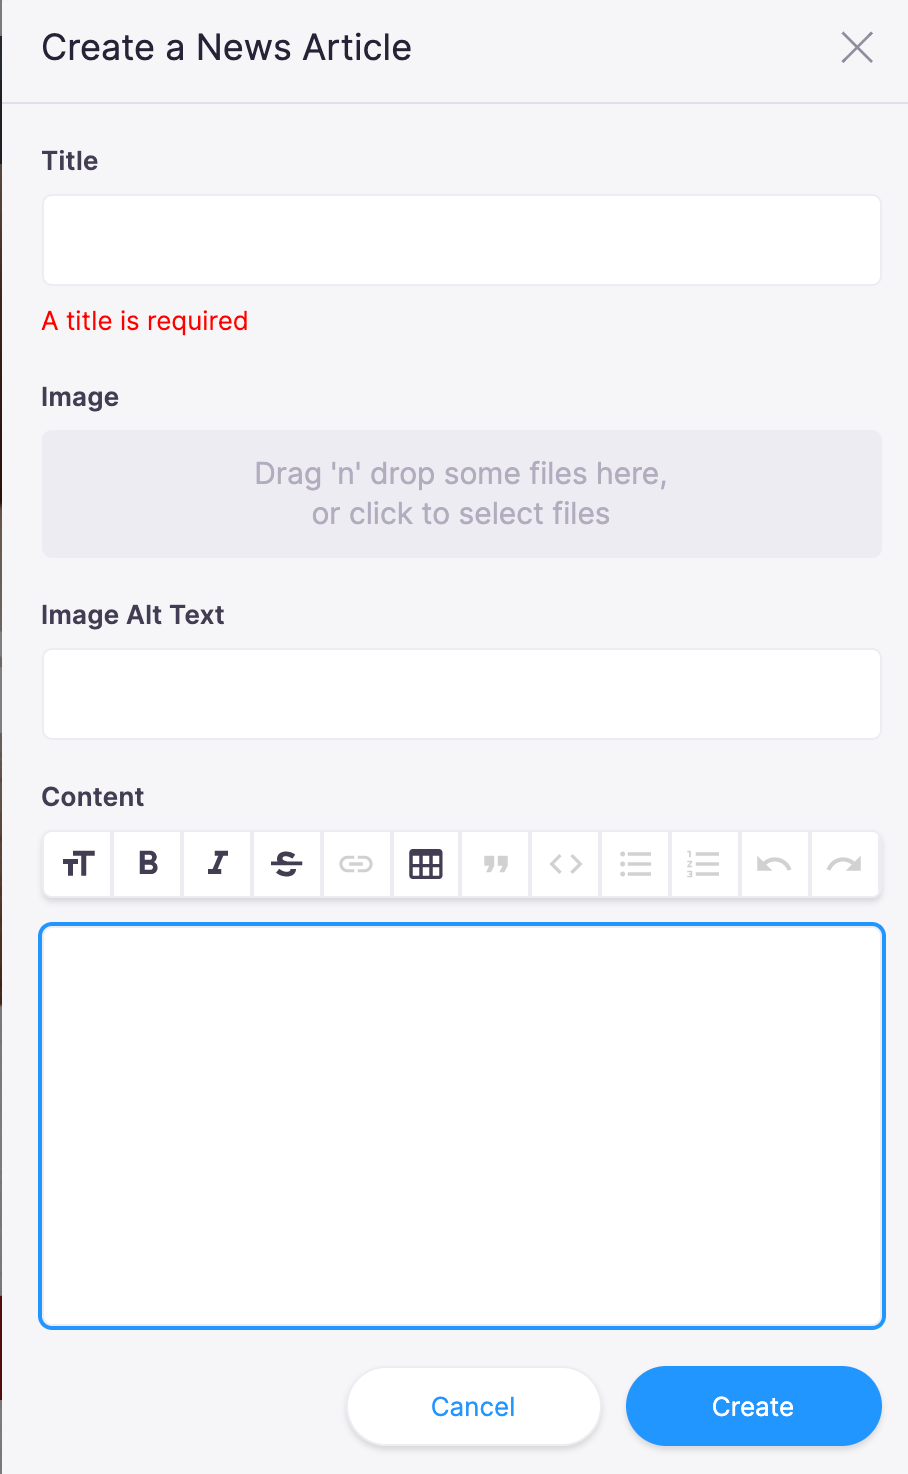 Create a News Article
Title
A title is required
Image
Drag 'n' drop some files here,
or click to select files
Image Alt Text
Content
Cancel
Create